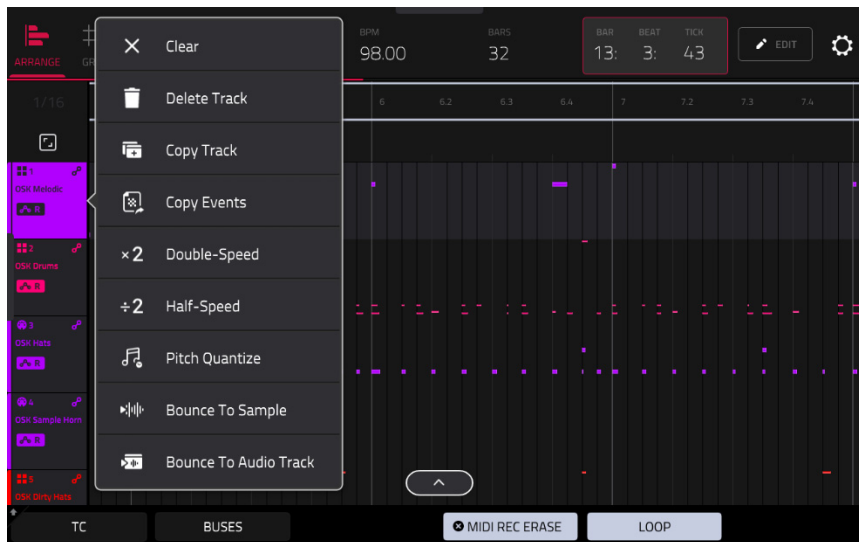 ARRANGE
GR
BPM
98.00
BARS
32
BAR BEAT TICK
13: 3: 43
EDIT
1/16
6 6.2 6.3 6.4 7 7.2 7.3 7.4
Clear
Delete Track
Copy Track
Copy Events
×2 Double-Speed
÷2 Half-Speed
Pitch Quantize
Bounce To Sample
Bounce To Audio Track
1
OSK Melodic
R
2
OSK Drums
R
3
OSK Hats
R
4
OSK Sample Horn
R
5
OSK Dirty Hats
TC
BUSES
MIDI REC ERASE
LOOP